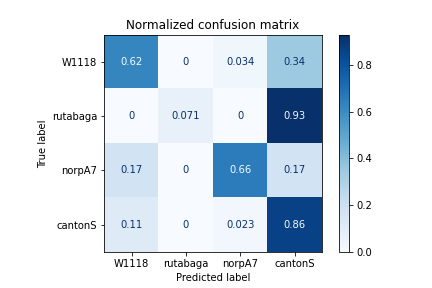 Normalized confusion matrix
True label
W1118 0.62 0 0.034 0.34
rutabaga 0 0.071 0 0.93
norpA7 0.17 0 0.66 0.17
cantonS 0.11 0 0.023 0.86
W1118 rutabaga norpA7 cantonS
Predicted label
0.8
0.6
0.4
0.2
0.0